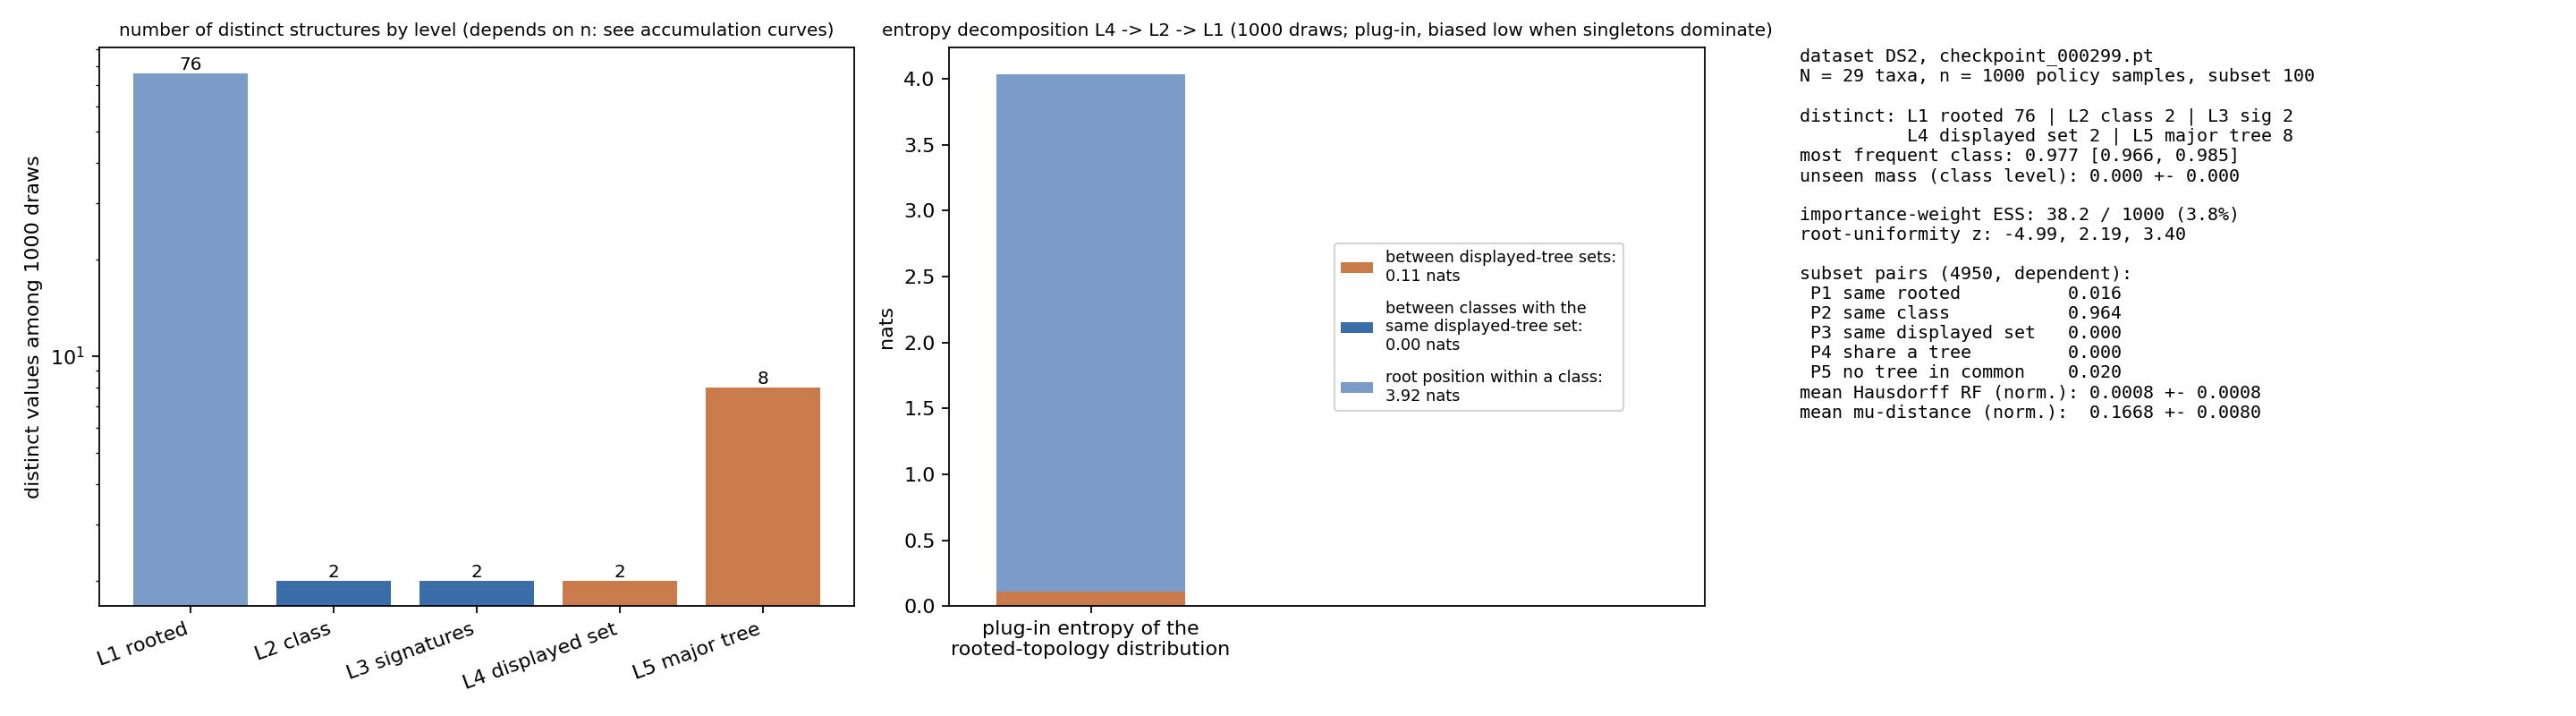 number of distinct structures by level (depends on n: see accumulation curves)
distinct values among 1000 draws
10^1
76
2
2
2
8
L1 rooted
L2 class
L3 signatures
L4 displayed set
L5 major tree
entropy decomposition L4 -> L2 -> L1 (1000 draws; plug-in, biased low when singletons dominate)
nats
4.0
3.5
3.0
2.5
2.0
1.5
1.0
0.5
0.0
between displayed-tree sets:
0.11 nats
between classes with the
same displayed-tree set:
0.00 nats
root position within a class:
3.92 nats
plug-in entropy of the
rooted-topology distribution
dataset DS2, checkpoint_000299.pt
N = 29 taxa, n = 1000 policy samples, subset 100
distinct: L1 rooted 76 | L2 class 2 | L3 sig 2
L4 displayed set 2 | L5 major tree 8
most frequent class: 0.977 [0.966, 0.985]
unseen mass (class level): 0.000 +- 0.000
importance-weight ESS: 38.2 / 1000 (3.8%)
root-uniformity z: -4.99, 2.19, 3.40
subset pairs (4950, dependent):
P1 same rooted 0.016
P2 same class 0.964
P3 same displayed set 0.000
P4 share a tree 0.000
P5 no tree in common 0.020
mean Hausdorff RF (norm.): 0.0008 +- 0.0008
mean mu-distance (norm.): 0.1668 +- 0.0080